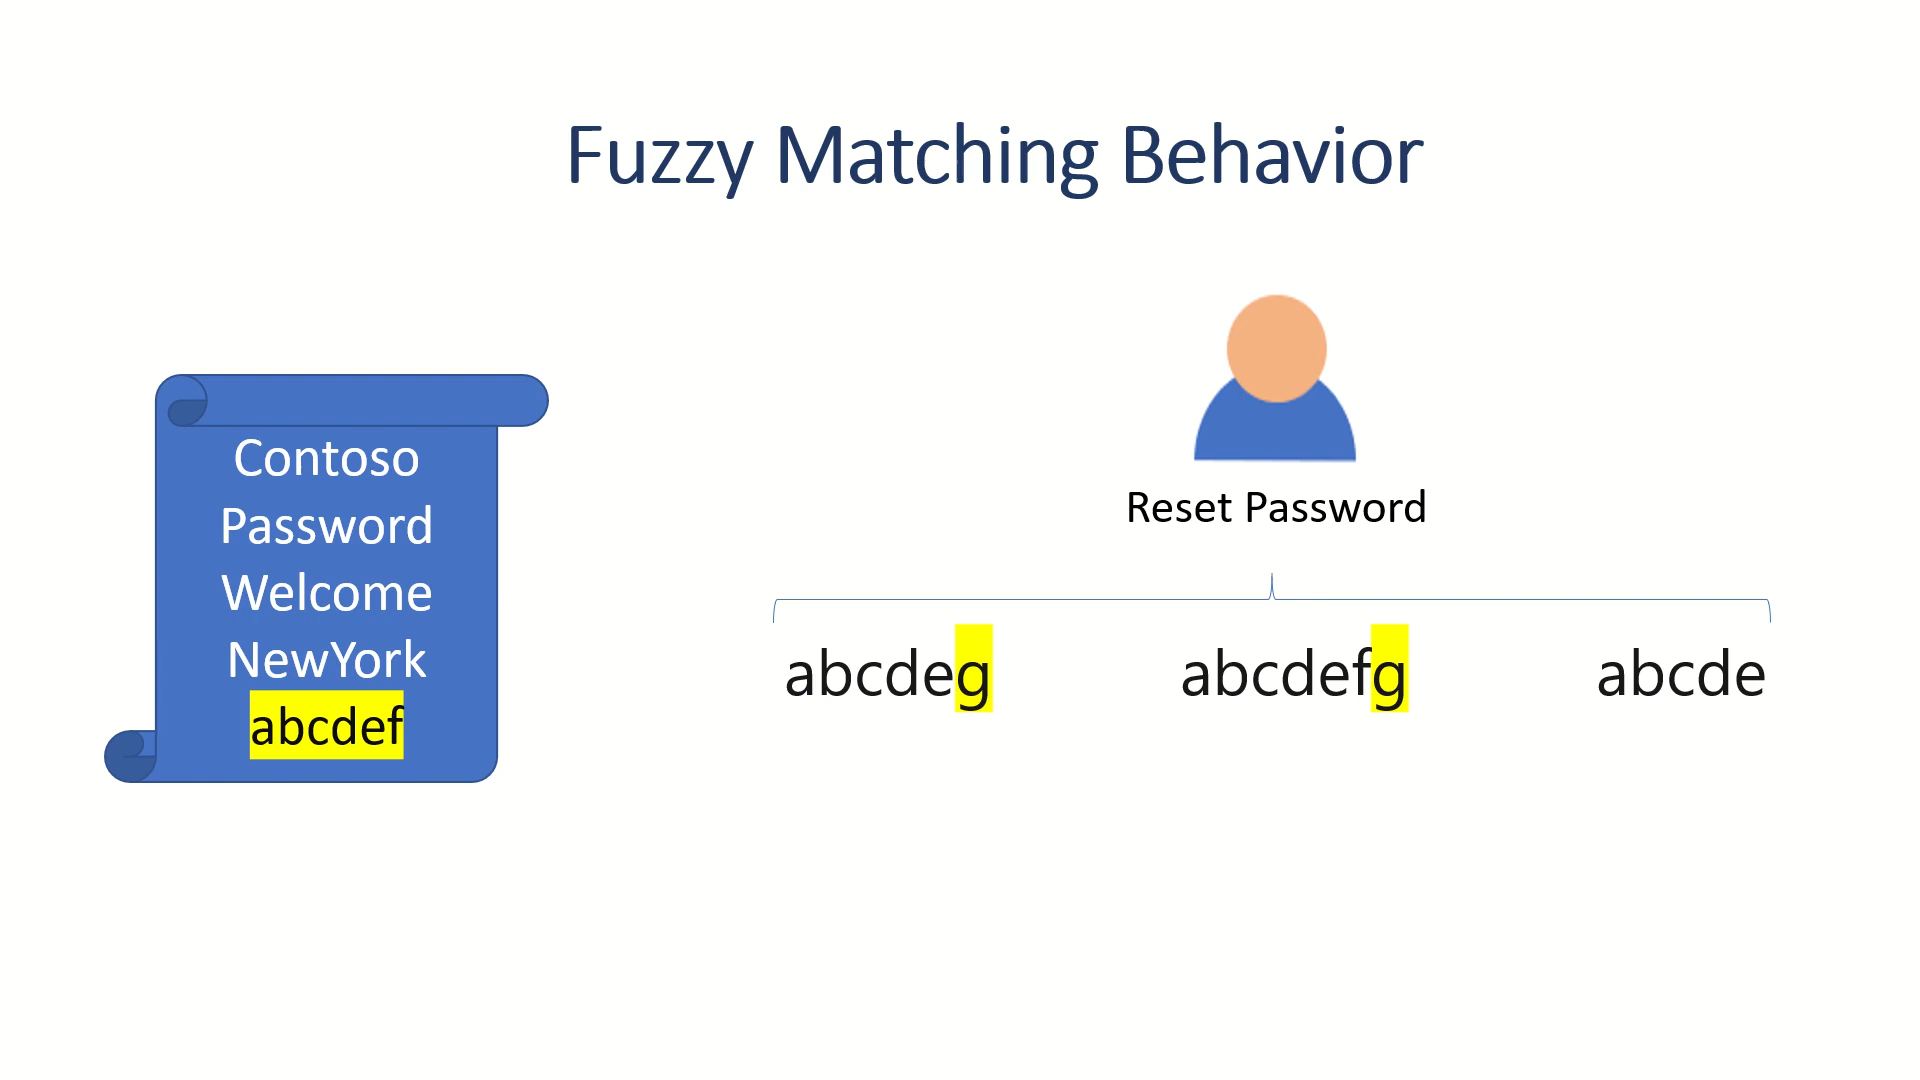 Fuzzy Matching Behavior
Contoso
Password
Welcome
NewYork
abcdef
Reset Password
abcdeg abcdefg abcde